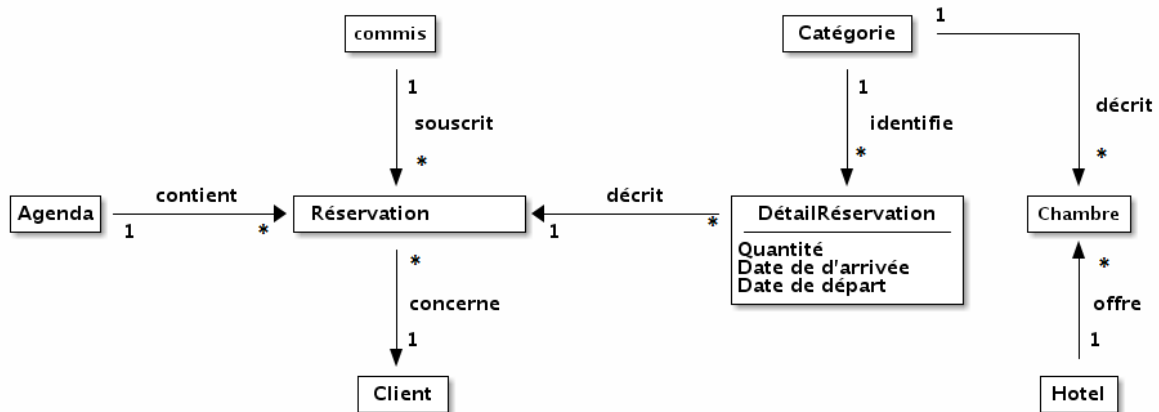 1
commis
Catégorie
1
1
décrit
souscrit
identifie
*
*
*
contient
décrit
Agenda
Réservation
DétailRéservation
Chambre
1
*
1
*
Quantité
Date de d'arrivée
Date de départ
*
*
concerne
offre
1
1
Client
Hotel